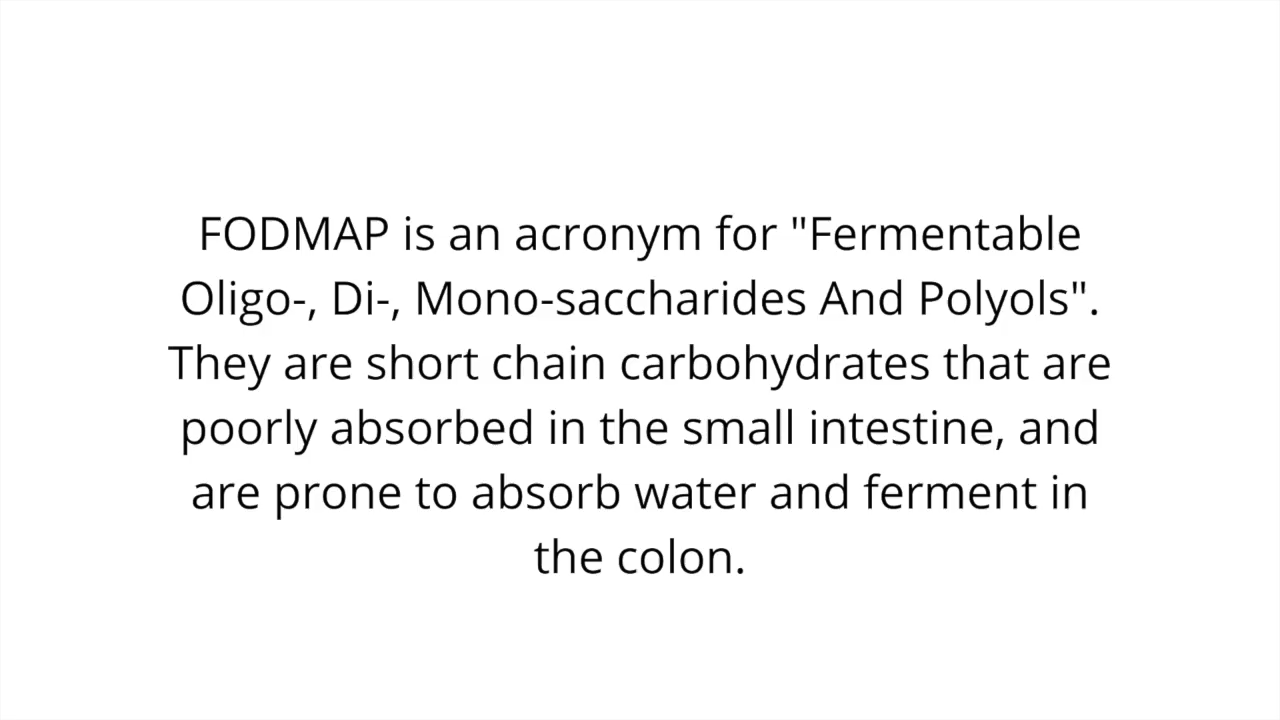 FODMAP is an acronym for "Fermentable
Oligo-, Di-, Mono-saccharides And Polyols".
They are short chain carbohydrates that are
poorly absorbed in the small intestine, and
are prone to absorb water and ferment in
the colon.